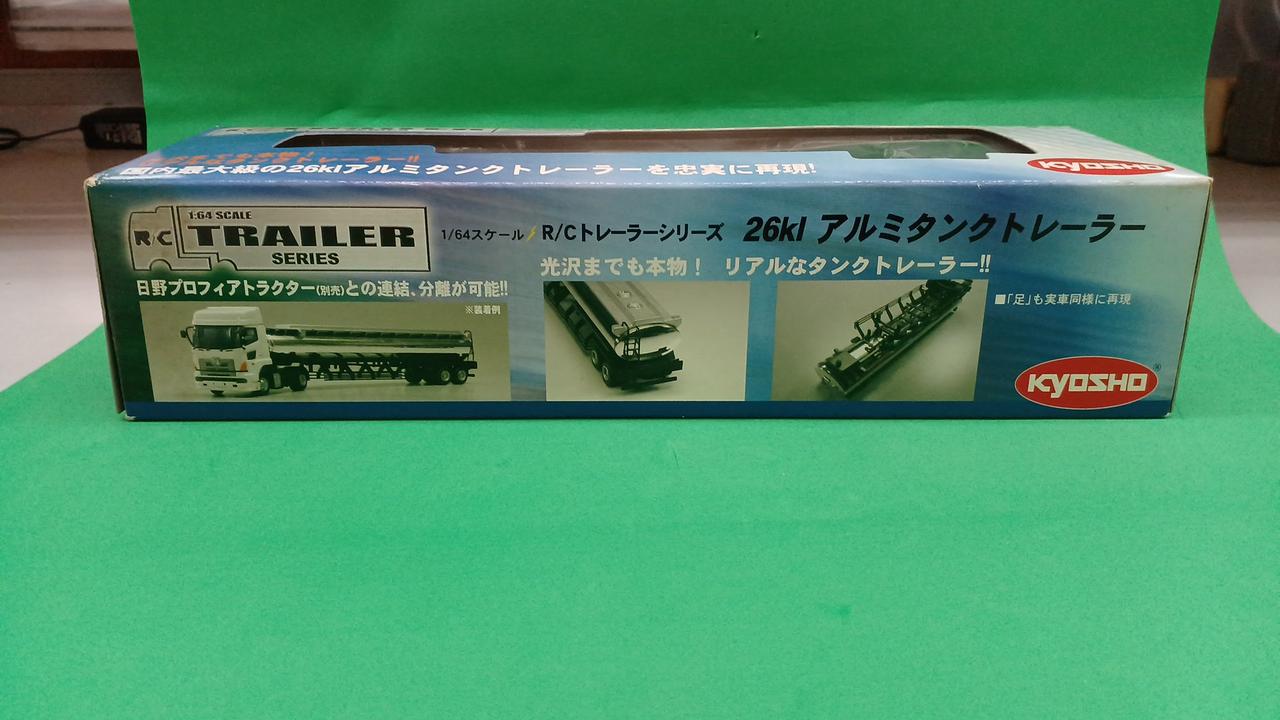 国内最大級の26klアルミタンクトレーラーを忠実に再現!
KYOSHO
R/C
1:64 SCALE
TRAILER
SERIES
1/64スケール R/Cトレーラーシリーズ 26kl アルミタンクトレーラー
光沢までも本物! リアルなタンクトレーラー!!
日野プロフィアトラクター(別売)との連結、分離が可能!!
※装着例
■「足」も実車同様に再現
KYOSHO®